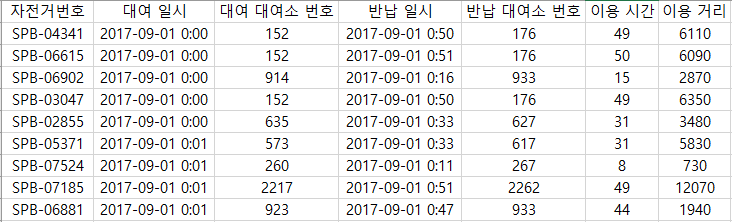 자전거번호 대여 일시 대여 대여소 번호 반납 일시 반납 대여소 번호 이용 시간 이용 거리
SPB-04341 2017-09-01 0:00 152 2017-09-01 0:50 176 49 6110
SPB-06615 2017-09-01 0:00 152 2017-09-01 0:51 176 50 6090
SPB-06902 2017-09-01 0:00 914 2017-09-01 0:16 933 15 2870
SPB-03047 2017-09-01 0:00 152 2017-09-01 0:50 176 49 6350
SPB-02855 2017-09-01 0:00 635 2017-09-01 0:33 627 31 3480
SPB-05371 2017-09-01 0:01 573 2017-09-01 0:33 617 31 5830
SPB-07524 2017-09-01 0:01 260 2017-09-01 0:11 267 8 730
SPB-07185 2017-09-01 0:01 2217 2017-09-01 0:51 2262 49 12070
SPB-06881 2017-09-01 0:01 923 2017-09-01 0:47 933 44 1940